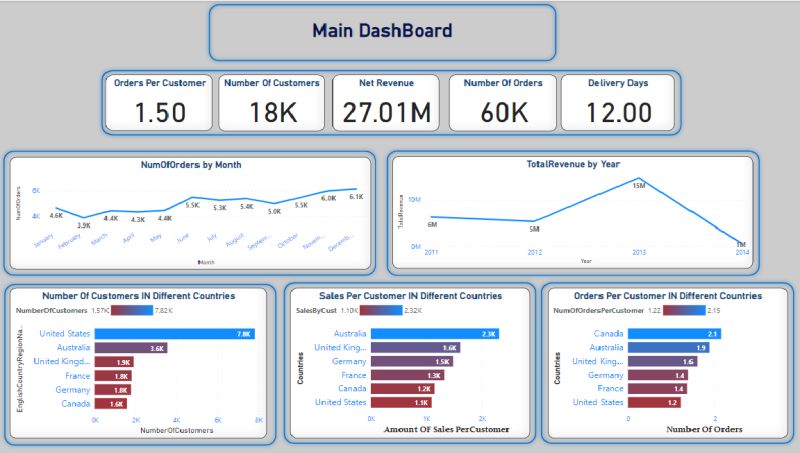 Main DashBoard
Orders Per Customer
1.50
Number Of Customers
18K
Net Revenue
27.01M
Number Of Orders
60K
Delivery Days
12.00
NumOfOrders by Month
NumOfOrders
6K
4K
4.6K
3.9K
4.4K
4.3K
4.4K
5.5K
5.3K
5.4K
5.0K
5.5K
6.0K
6.1K
January
February
March
April
May
June
July
August
Septem...
October
Novem...
Decemb...
Month
TotalRevenue by Year
TotalRevenue
10M
0M
6M
5M
15M
1M
2011
2012
2013
2014
Year
Number Of Customers IN Different Countries
NumberOfCustomers 1.57K 7.82K
EnglishCountryRegionNa...
United States 7.8K
Australia 3.6K
United Kingd... 1.9K
France 1.8K
Germany 1.8K
Canada 1.6K
0K 2K 4K 6K 8K
NumberOfCustomers
Sales Per Customer IN Different Countries
SalesByCust 1.10K 2.32K
Countries
Australia 2.3K
United King... 1.6K
Germany 1.5K
France 1.3K
Canada 1.2K
United States 1.1K
0K 1K 2K
Amount OF Sales PerCustomer
Orders Per Customer IN Different Countries
NumOfOrdersPerCustomer 1.22 2.15
Countries
Canada 2.1
Australia 1.9
United King... 1.6
Germany 1.4
France 1.4
United States 1.2
0 2
Number Of Orders